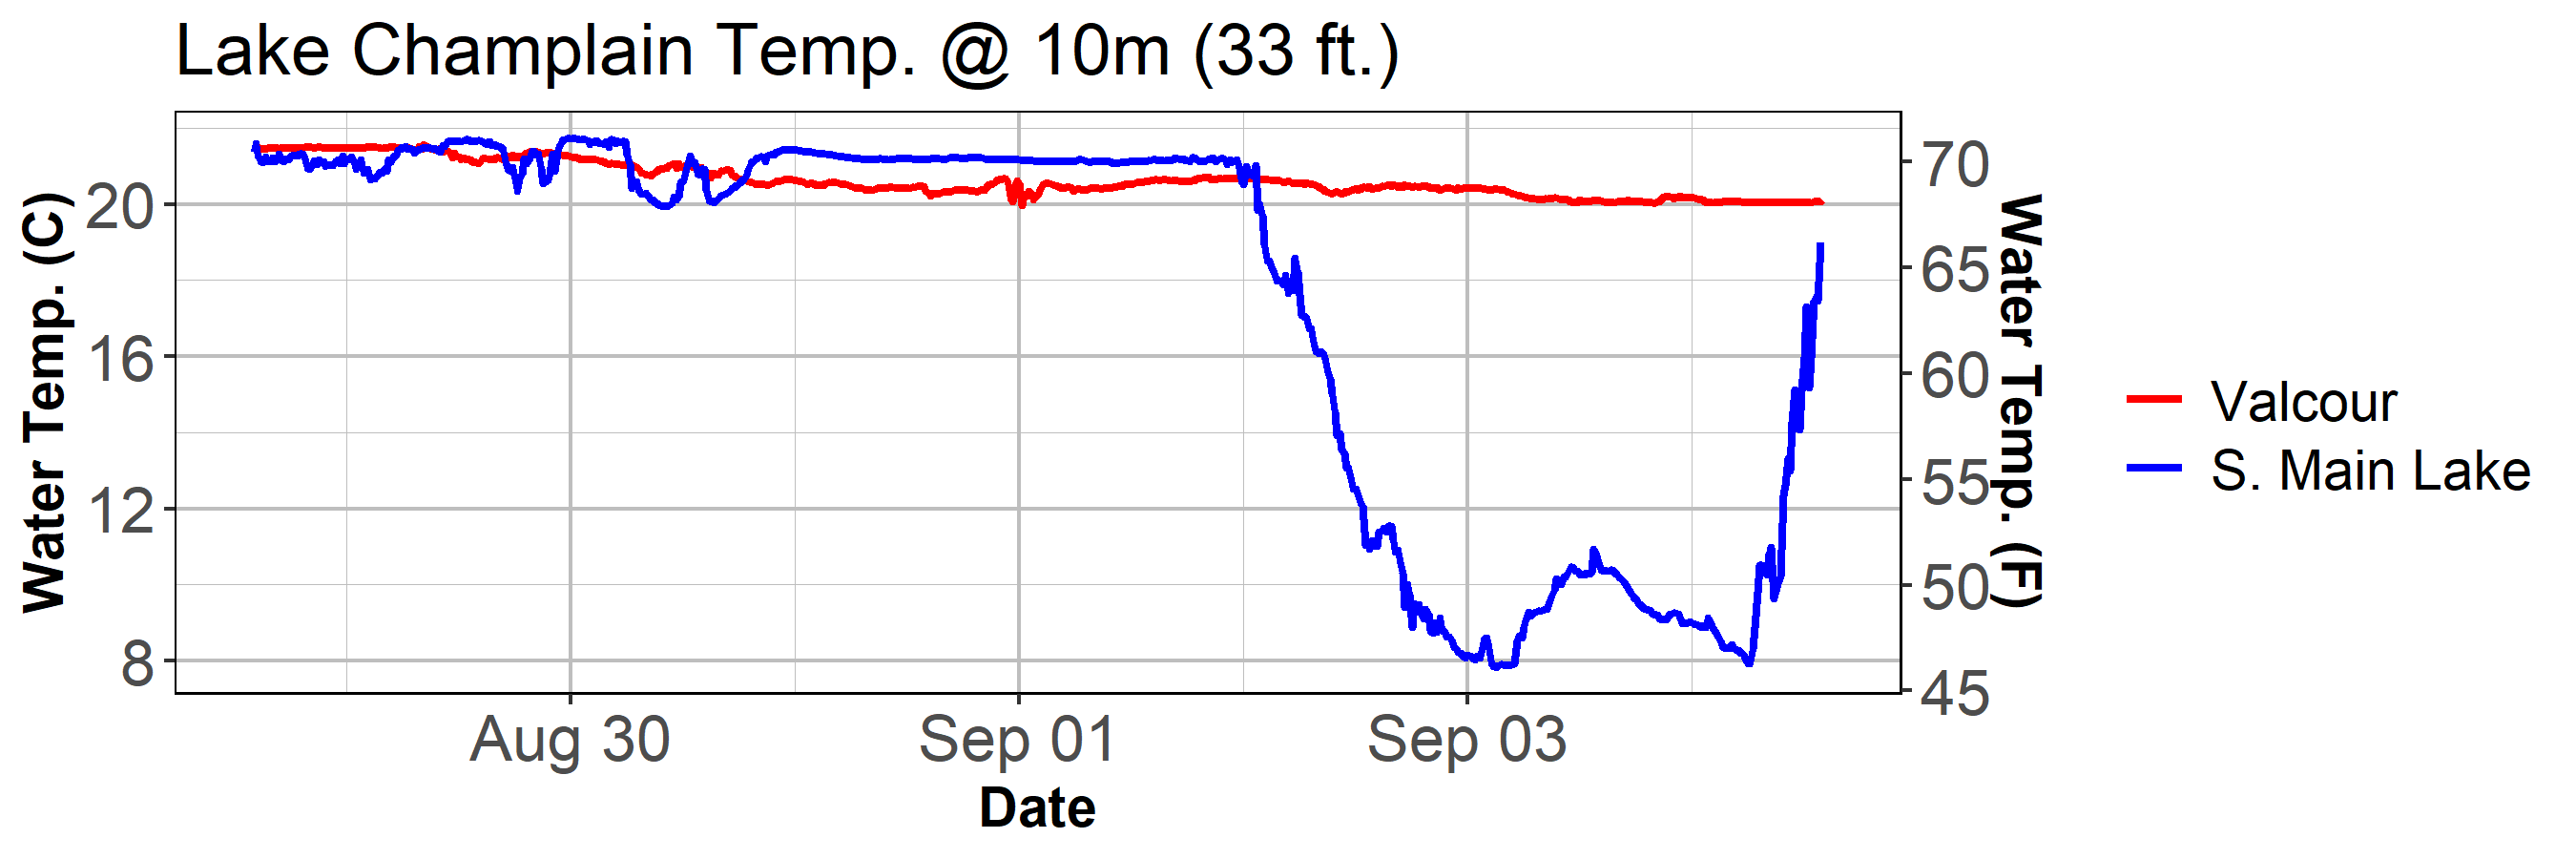 Lake Champlain Temp. @ 10m (33 ft.)
Water Temp. (C)
20
16
12
8
70
65
60
55
50
45
Water Temp. (F)
Aug 30
Sep 01
Sep 03
Date
Valcour
S. Main Lake